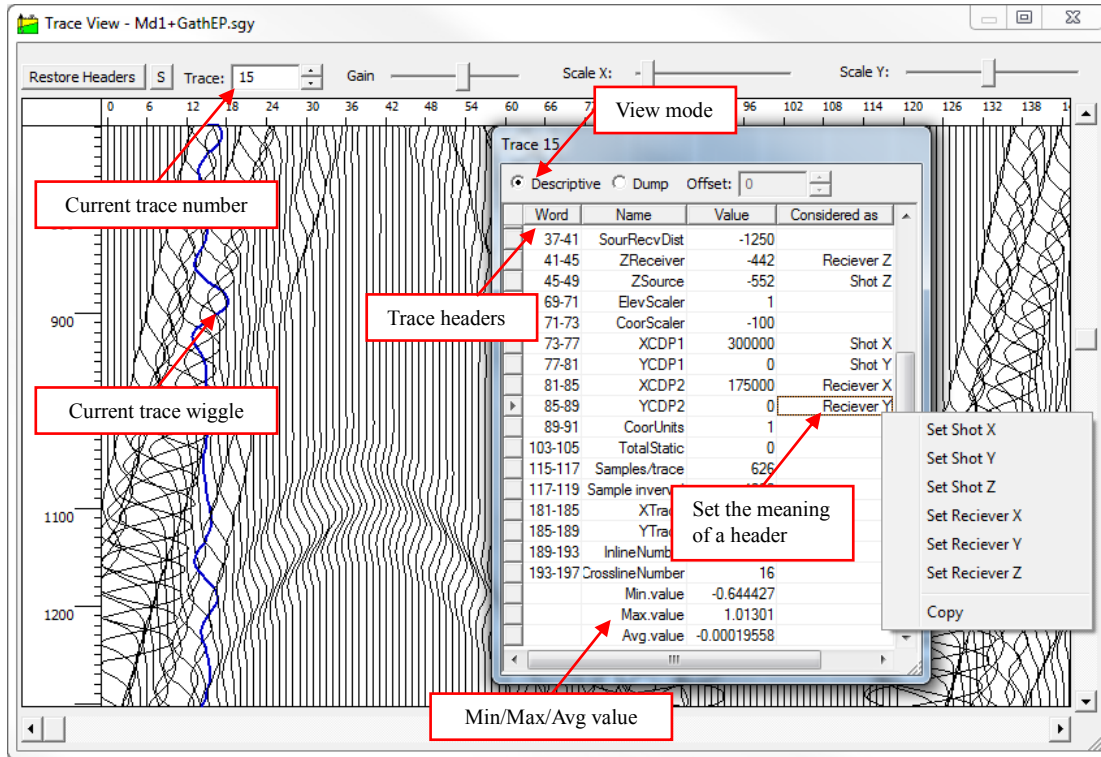 Trace View - Md1+GathEP.sgy
Restore Headers S Trace: 15 Gain Scale X: Scale Y:
0 6 12 18 24 30 36 42 48 54 60 66 96 102 108 114 120 126 132 138
View mode
Trace 15
Descriptive Dump Offset: 0
Current trace number
Word Name Value Considered as
37-41 SourRecvDist -1250
41-45 ZReceiver -442 Reciever Z
45-49 ZSource -552 Shot Z
69-71 ElevScaler 1
Trace headers
71-73 CoorScaler -100
900
73-77 XCDP1 300000 Shot X
77-81 YCDP1 0 Shot Y
81-85 XCDP2 175000 Reciever X
Current trace wiggle
85-89 YCDP2 0 Reciever Y
89-91 CoorUnits 1
103-105 TotalStatic 0
115-117 Samples/trace 626
117-119 Sample inverval
1100
181-185 XTrac
185-189 YTrac
189-193 InlineNumb
193-197 CrosslineNumber 16
Set the meaning
of a header
Set Shot X
Set Shot Y
Set Shot Z
Set Reciever X
Set Reciever Y
Set Reciever Z
Copy
Min.value -0.644427
1200
Max.value 1.01301
Avg.value -0.00019558
Min/Max/Avg value